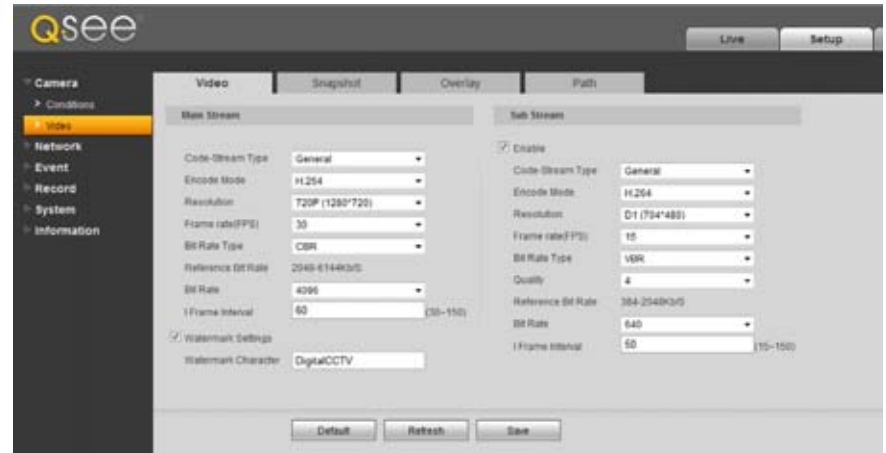 Qsee
Live
Setup
Camera
Conditions
Video
Network
Event
Record
System
Information
Video
Snapshot
Overlay
Path
Main Stream
Code-Stream Type General
Encode Mode H.264
Resolution 720P (1280*720)
Frame rate(FPS) 30
Bit Rate Type CBR
Reference Bit Rate 2048-6144Kb/S
Bit Rate 4096
I Frame Interval 60 (30~150)
Watermark Settings
Watermark Character DigitalCCTV
Sub Stream
Enable
Code-Stream Type General
Encode Mode H.264
Resolution D1 (704*480)
Frame rate(FPS) 15
Bit Rate Type VBR
Quality 4
Reference Bit Rate 384-2048Kb/S
Bit Rate 640
I Frame Interval 50 (15~150)
Default
Refresh
Save